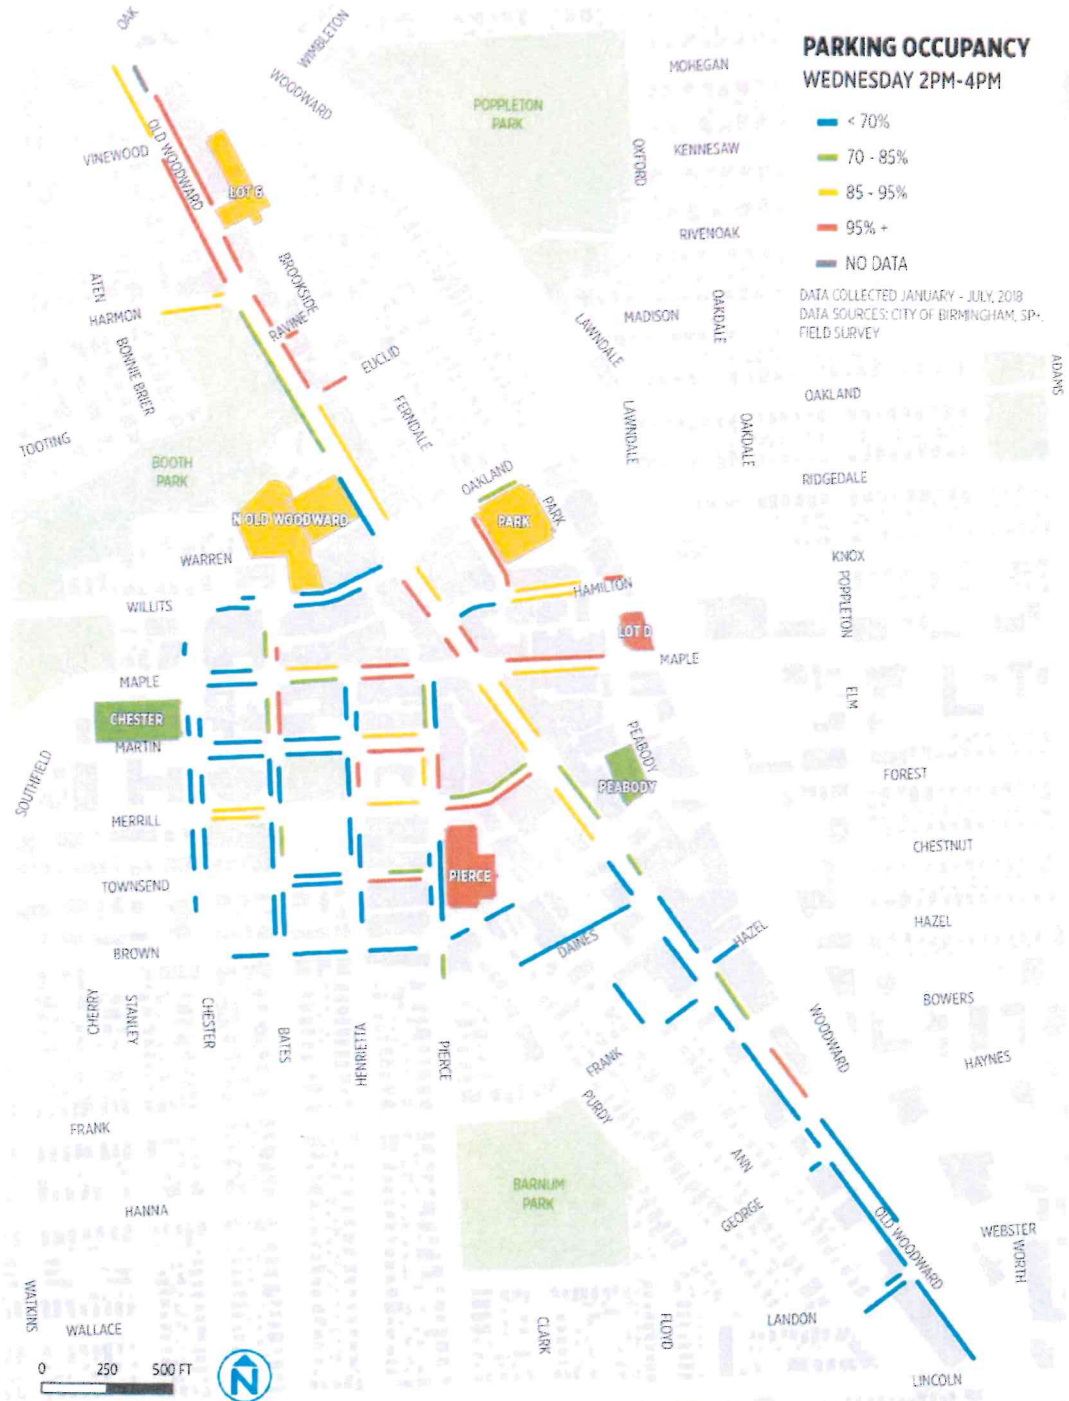 PARKING OCCUPANCY
WEDNESDAY 2PM-4PM
< 70%
70 - 85%
85 - 95%
95% +
NO DATA
DATA COLLECTED JANUARY - JULY, 2018
DATA SOURCES: CITY OF BIRMINGHAM, SP+,
FIELD SURVEY
OAK
WIMBLETON
WOODWARD
MOHEGAN
POPPLETON
PARK
OLD WOODWARD
VINEWOOD
OXFORD
KENNESAW
LOT 6
RIVENOAK
BROOKSIDE
ATEN
HARMON
RAVINE
MADISON
OAKDALE
LAWNDALE
BONNIE BRIER
EUCLID
ADAMS
OAKLAND
FERNDALE
LAWNDALE
OAKDALE
TOOTING
BOOTH
PARK
OAKLAND
RIDGEDALE
N OLD WOODWARD
PARK
PARK
WARREN
KNOX
POPPLETON
HAMILTON
WILLITS
LOT D
MAPLE
MAPLE
ELM
CHESTER
MARTIN
PEABODY
PEABODY
SOUTHFIELD
FOREST
MERRILL
CHESTNUT
TOWNSEND
PIERCE
HAZEL
HAZEL
DAINES
BROWN
BOWERS
CHERRY
STANLEY
CHESTER
BATES
HENRIETTA
PIERCE
WOODWARD
FRANK
HAYNES
PURDY
FRANK
ANN
BARNUM
PARK
HANNA
GEORGE
OLD WOODWARD
WEBSTER
WORTH
WATKINS
WALLACE
CLARK
FLOYD
LANDON
LINCOLN
0 250 500 FT
N